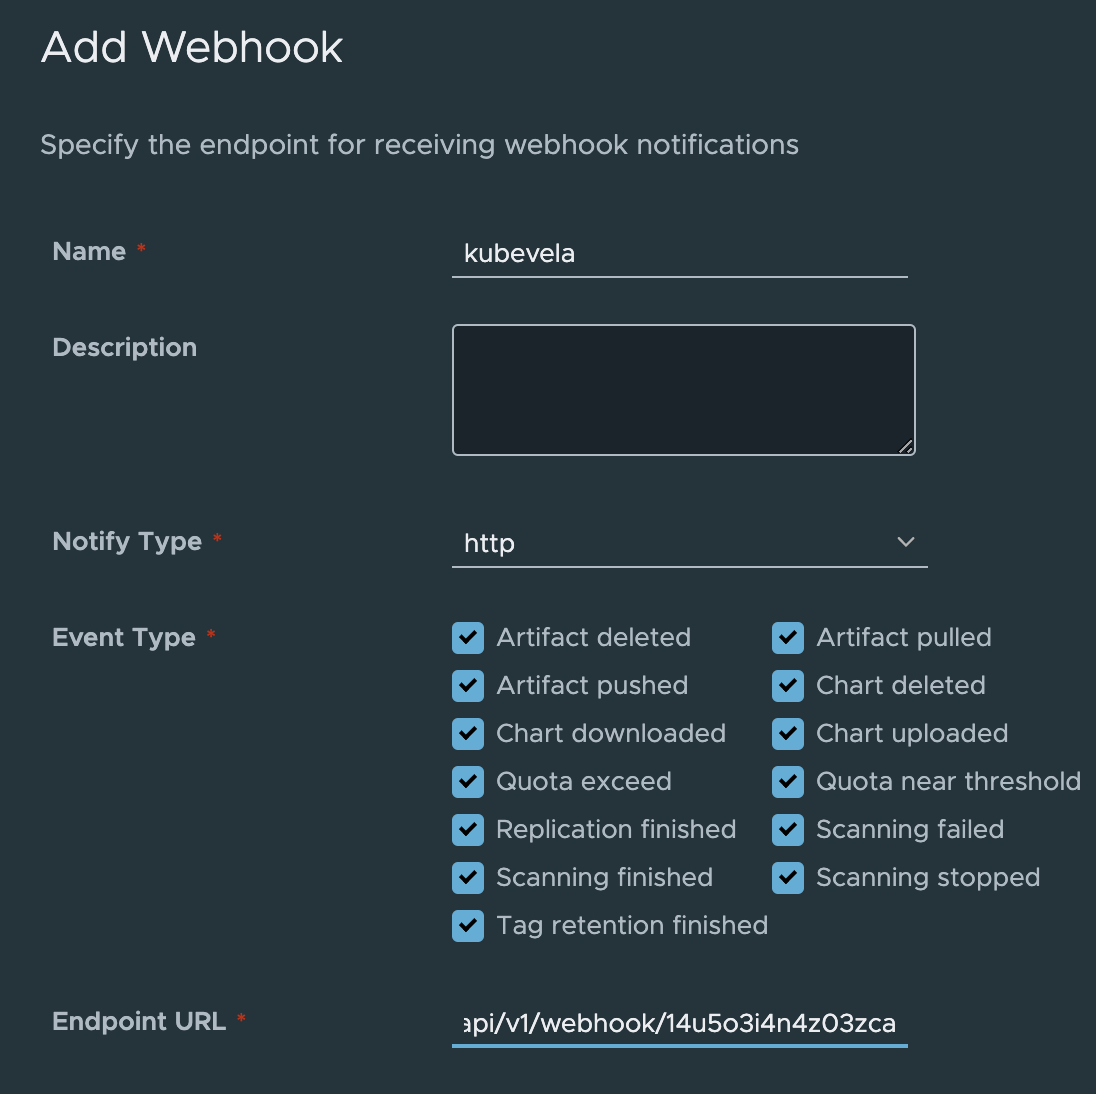 Add Webhook
Specify the endpoint for receiving webhook notifications
Name *
kubevela
Description
Notify Type *
http
Event Type *
Artifact deleted
Artifact pulled
Artifact pushed
Chart deleted
Chart downloaded
Chart uploaded
Quota exceed
Quota near threshold
Replication finished
Scanning failed
Scanning finished
Scanning stopped
Tag retention finished
Endpoint URL *
api/v1/webhook/14u5o3i4n4z03zca